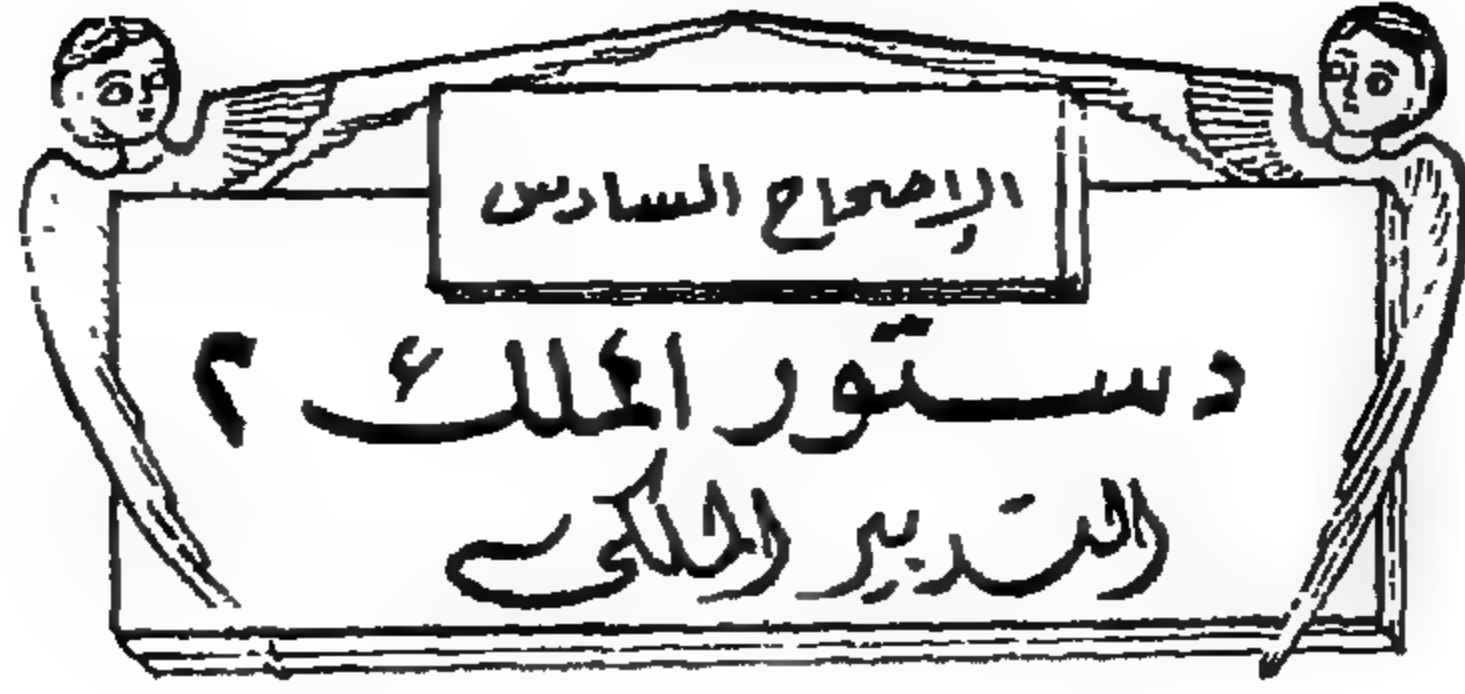 الإصحاح السادس
دستور الملك ٢
التدبير الملكى